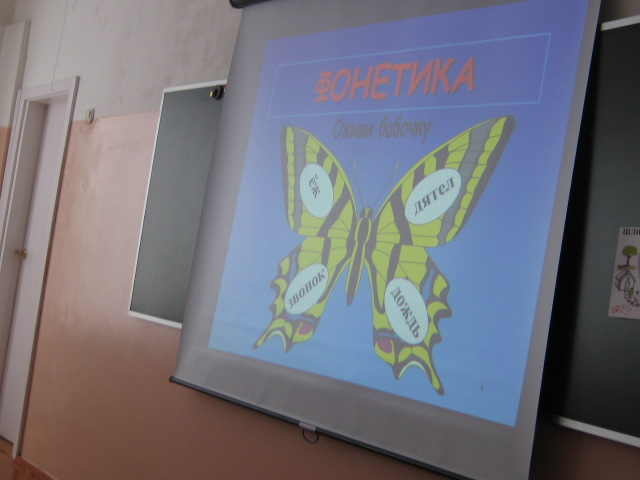 ФОНЕТИКА
Оживи бабочку
ёж
дятел
звонок
дождь